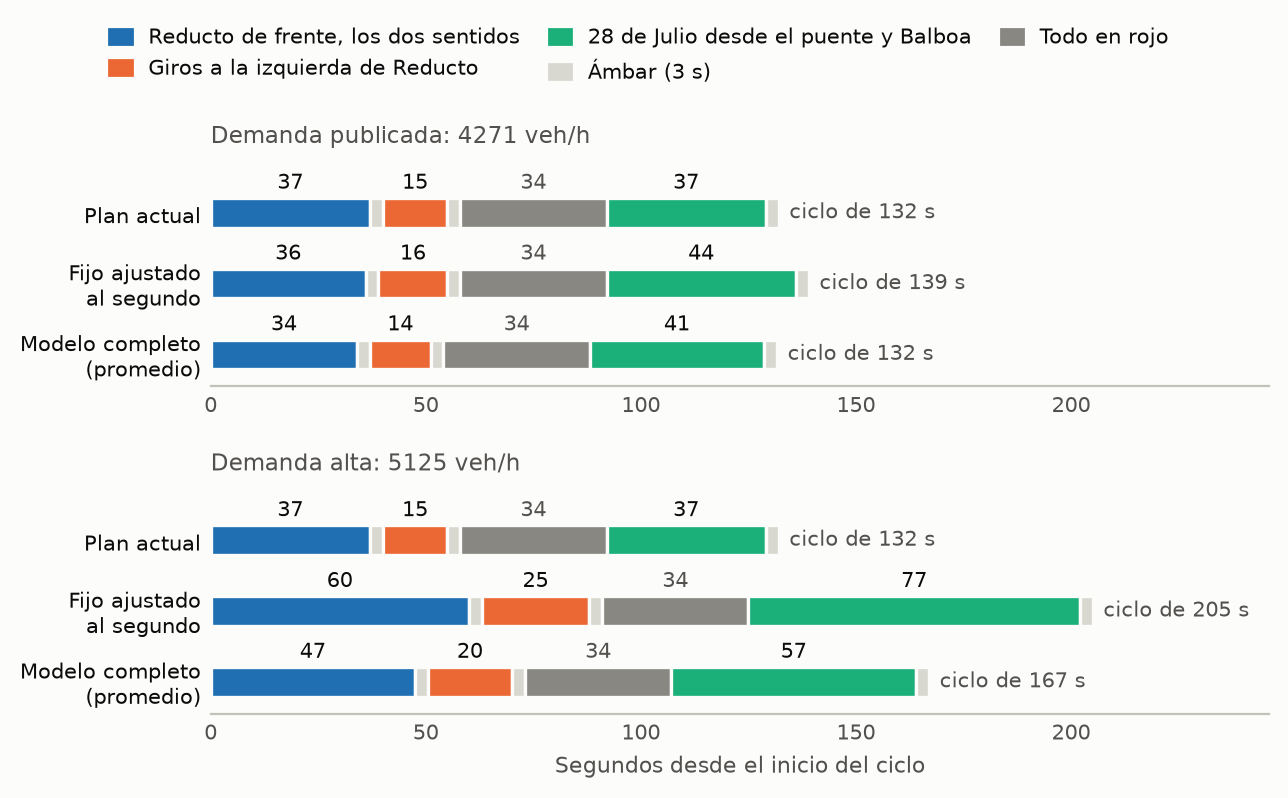 Reducto de frente, los dos sentidos
28 de Julio desde el puente y Balboa
Todo en rojo
Giros a la izquierda de Reducto
Ámbar (3 s)
Demanda publicada: 4271 veh/h
37 15 34 37
Plan actual
ciclo de 132 s
36 16 34 44
Fijo ajustado
al segundo
ciclo de 139 s
34 14 34 41
Modelo completo
(promedio)
ciclo de 132 s
0 50 100 150 200
Demanda alta: 5125 veh/h
37 15 34 37
Plan actual
ciclo de 132 s
60 25 34 77
Fijo ajustado
al segundo
ciclo de 205 s
47 20 34 57
Modelo completo
(promedio)
ciclo de 167 s
0 50 100 150 200
Segundos desde el inicio del ciclo